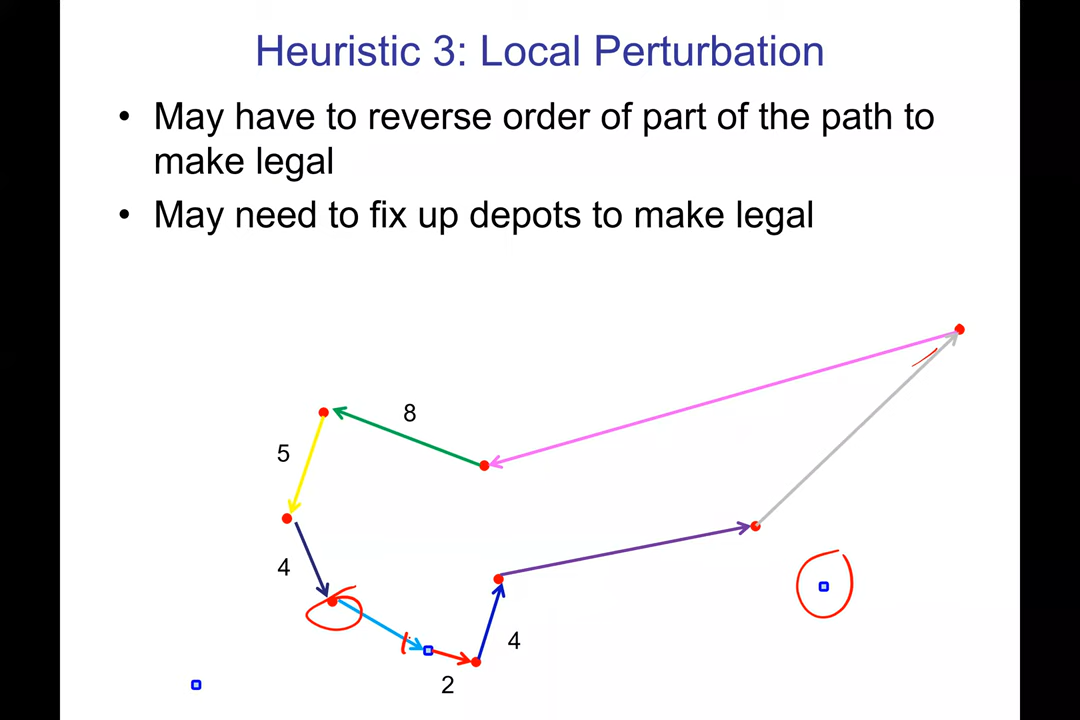 Heuristic 3: Local Perturbation
• May have to reverse order of part of the path to
make legal
• May need to fix up depots to make legal
8
5
4
4
2